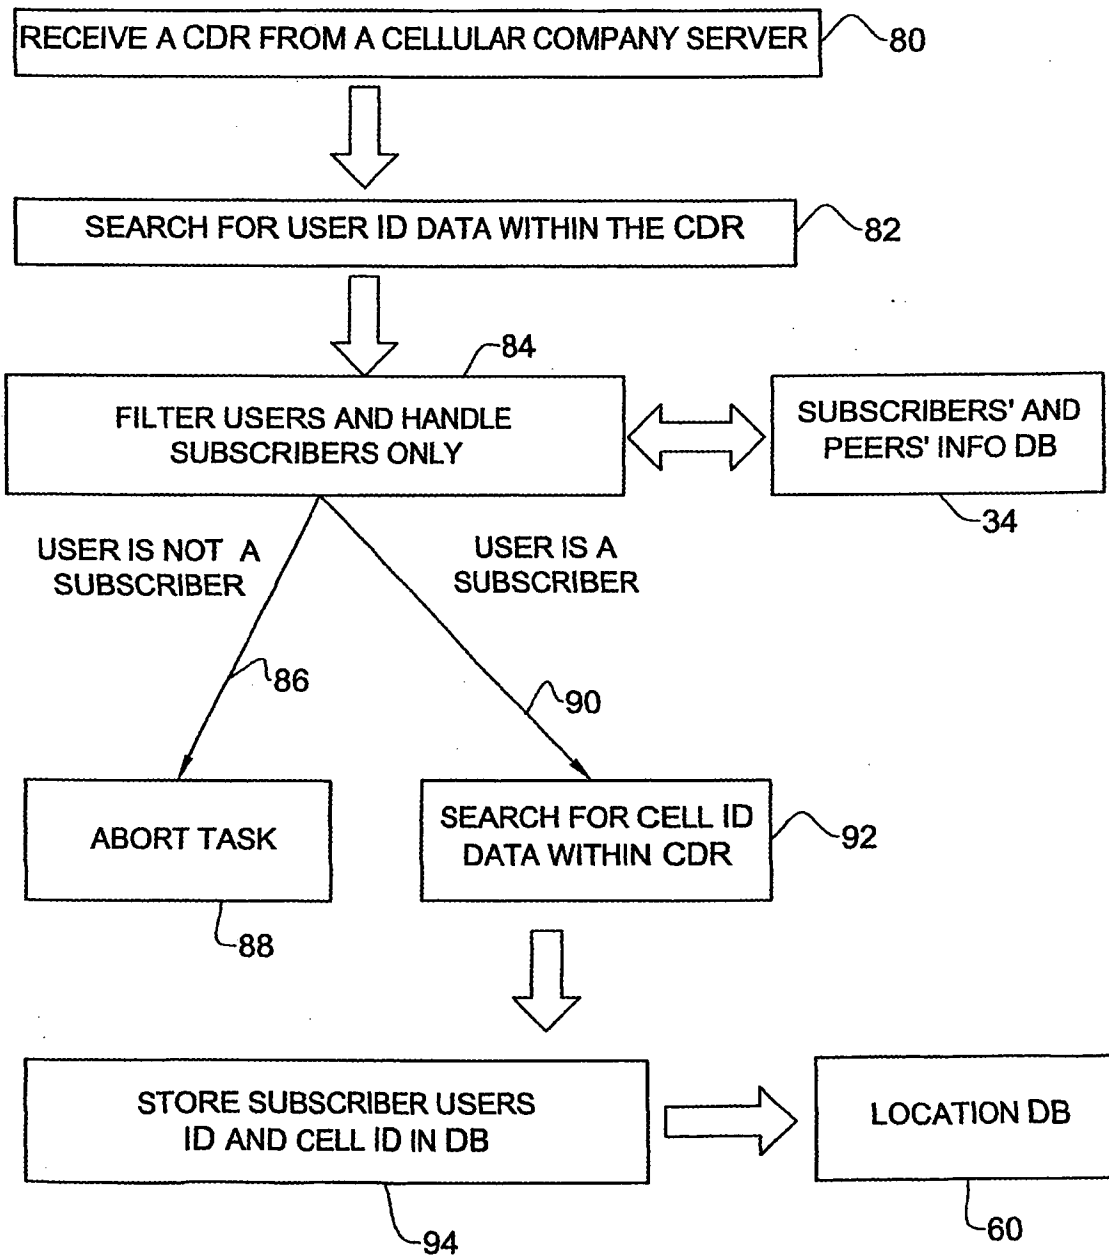 RECEIVE A CDR FROM A CELLULAR COMPANY SERVER
80
SEARCH FOR USER ID DATA WITHIN THE CDR
82
84
FILTER USERS AND HANDLE
SUBSCRIBERS ONLY
SUBSCRIBERS' AND
PEERS' INFO DB
34
USER IS NOT A
SUBSCRIBER
USER IS A
SUBSCRIBER
86
90
ABORT TASK
88
SEARCH FOR CELL ID
DATA WITHIN CDR
92
STORE SUBSCRIBER USERS
ID AND CELL ID IN DB
94
LOCATION DB
60